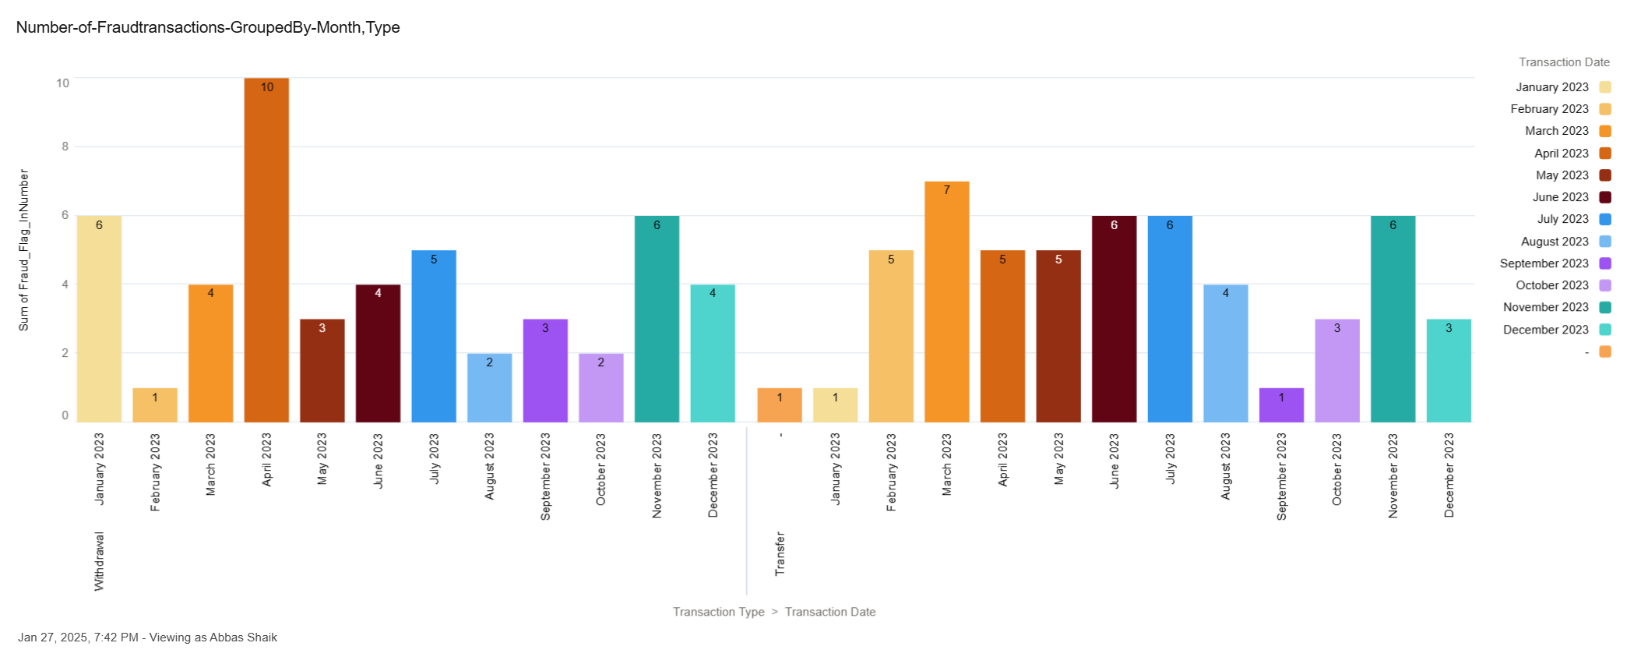 Number-of-Fraudtransactions-GroupedBy-Month,Type
Sum of Fraud_Flag_InNumber
10
8
6
4
2
0
6
1
4
10
3
4
5
2
3
2
6
4
1
1
5
7
5
5
6
6
4
1
3
6
3
January 2023
February 2023
March 2023
April 2023
May 2023
June 2023
July 2023
August 2023
September 2023
October 2023
November 2023
December 2023
-
January 2023
February 2023
March 2023
April 2023
May 2023
June 2023
July 2023
August 2023
September 2023
October 2023
November 2023
December 2023
Withdrawal
Transfer
Transaction Type > Transaction Date
Transaction Date
January 2023
February 2023
March 2023
April 2023
May 2023
June 2023
July 2023
August 2023
September 2023
October 2023
November 2023
December 2023
-
Jan 27, 2025, 7:42 PM - Viewing as Abbas Shaik